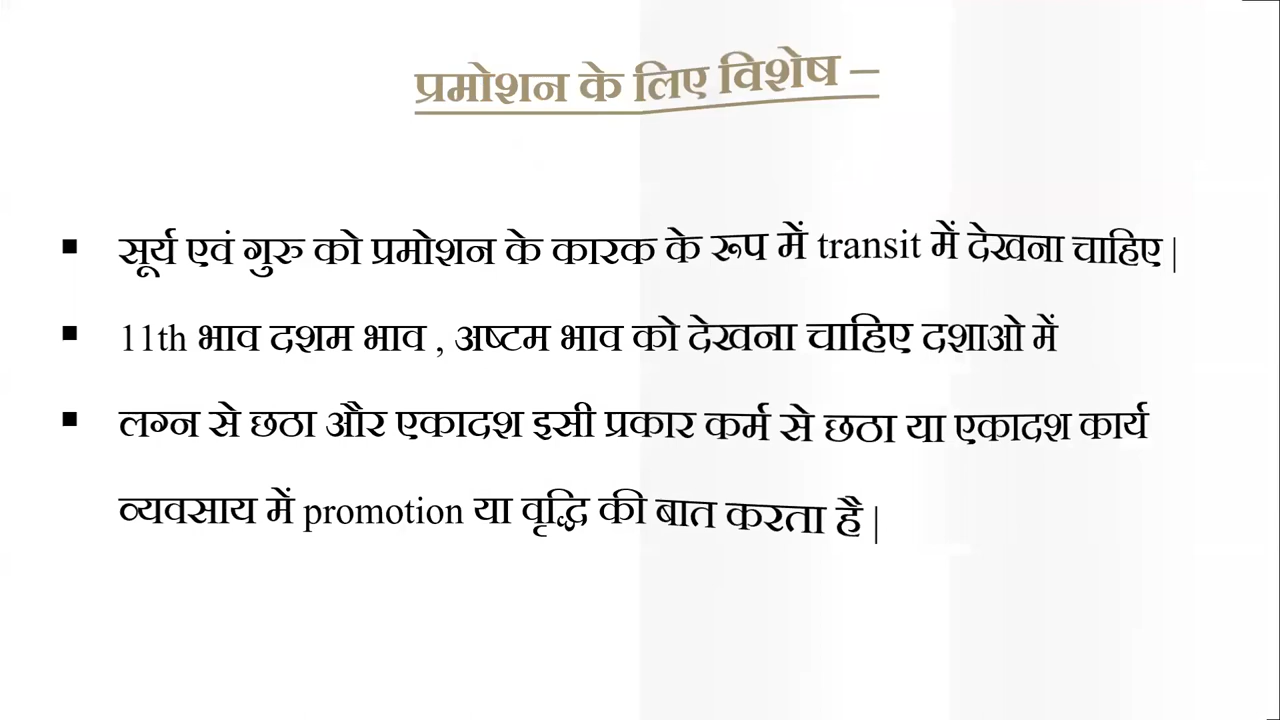 प्रमोशन के लिए विशेष –
▪ सूर्य एवं गुरु को प्रमोशन के कारक के रूप में transit में देखना चाहिए |
▪ 11th भाव दशम भाव , अष्टम भाव को देखना चाहिए दशाओ में
▪ लग्न से छठा और एकादश इसी प्रकार कर्म से छठा या एकादश कार्य
व्यवसाय में promotion या वृद्धि की बात करता है |